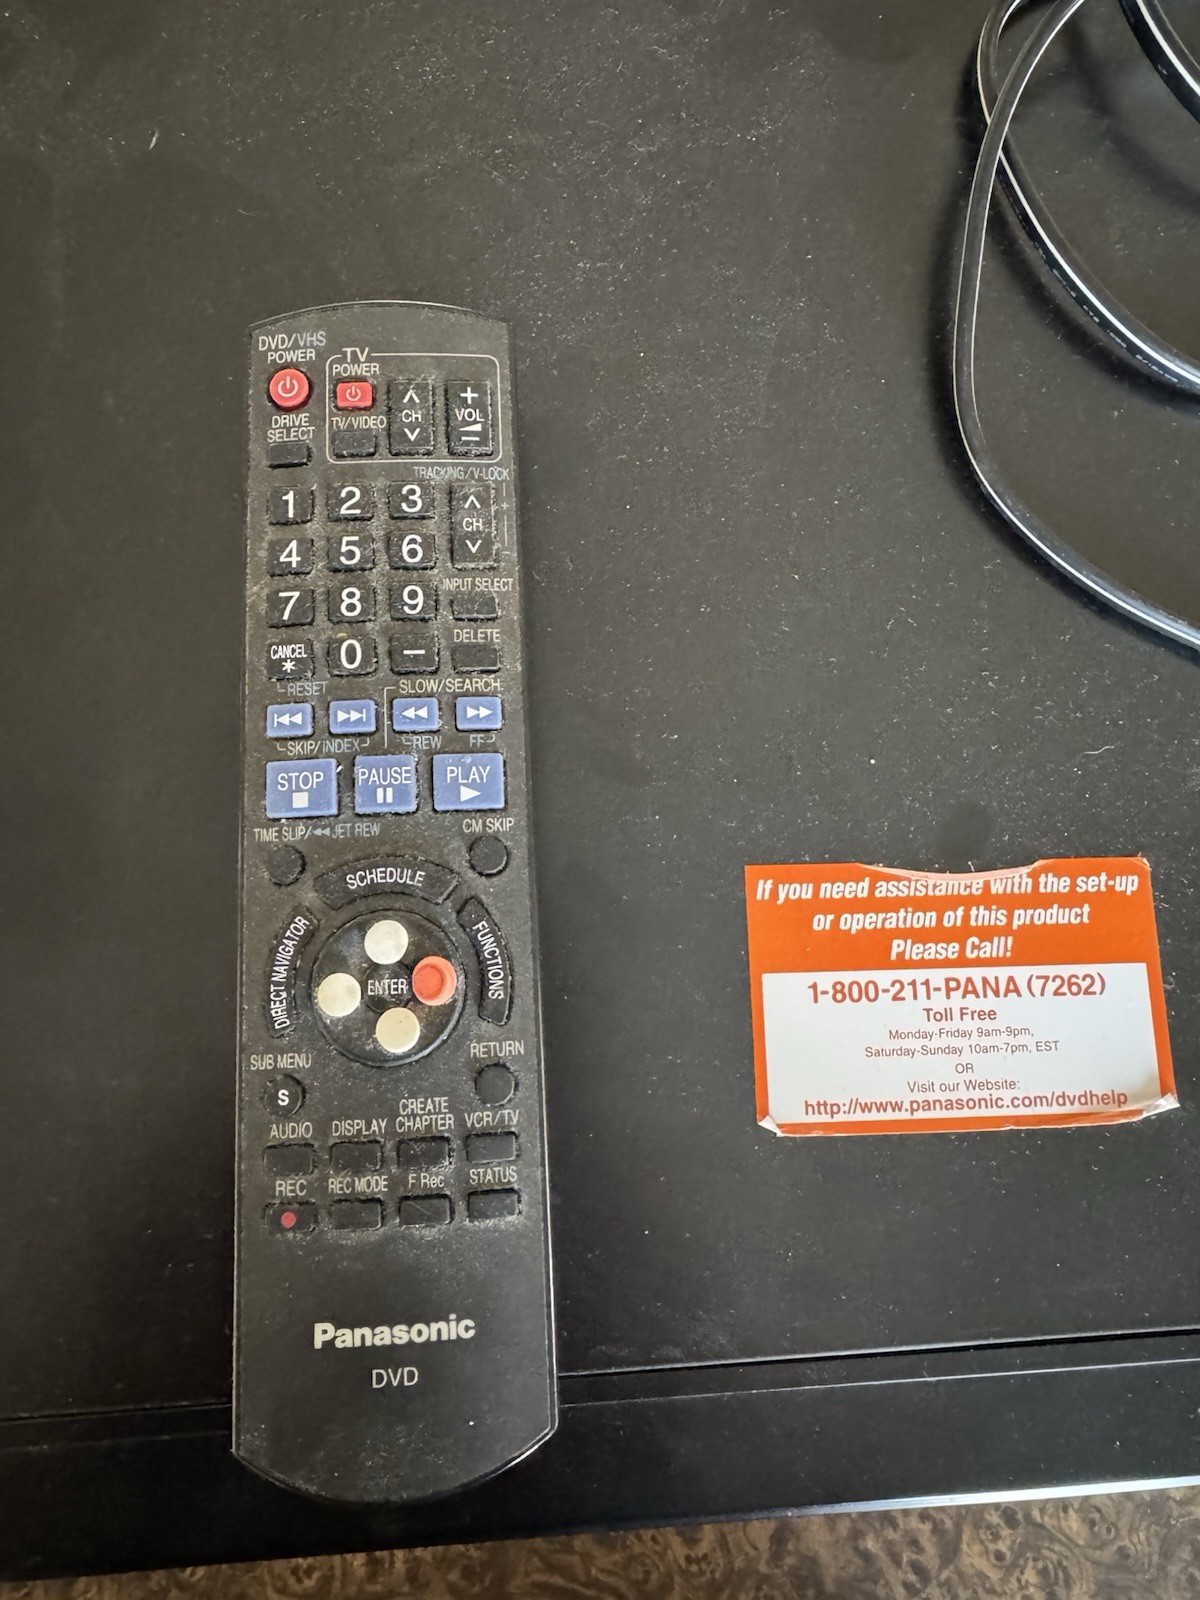 DVD/VHS
POWER
TV
POWER
CH
+
VOL
−
DRIVE
SELECT
TV/VIDEO
TRACKING/V-LOCK
1 2 3
CH
+
−
4 5 6
INPUT SELECT
7 8 9
DELETE
CANCEL
*
0
−
RESET
SLOW/SEARCH
SKIP/INDEX
REW
FF
STOP
PAUSE
PLAY
TIME SLIP/◀◀ JET REW
CM SKIP
SCHEDULE
DIRECT NAVIGATOR
FUNCTIONS
ENTER
SUB MENU
S
RETURN
AUDIO
DISPLAY
CREATE
CHAPTER
VCR/TV
REC
REC MODE
F Rec
STATUS
Panasonic
DVD
If you need assistance with the set-up
or operation of this product
Please Call!
1-800-211-PANA (7262)
Toll Free
Monday-Friday 9am-9pm,
Saturday-Sunday 10am-7pm, EST
OR
Visit our Website:
http://www.panasonic.com/dvdhelp